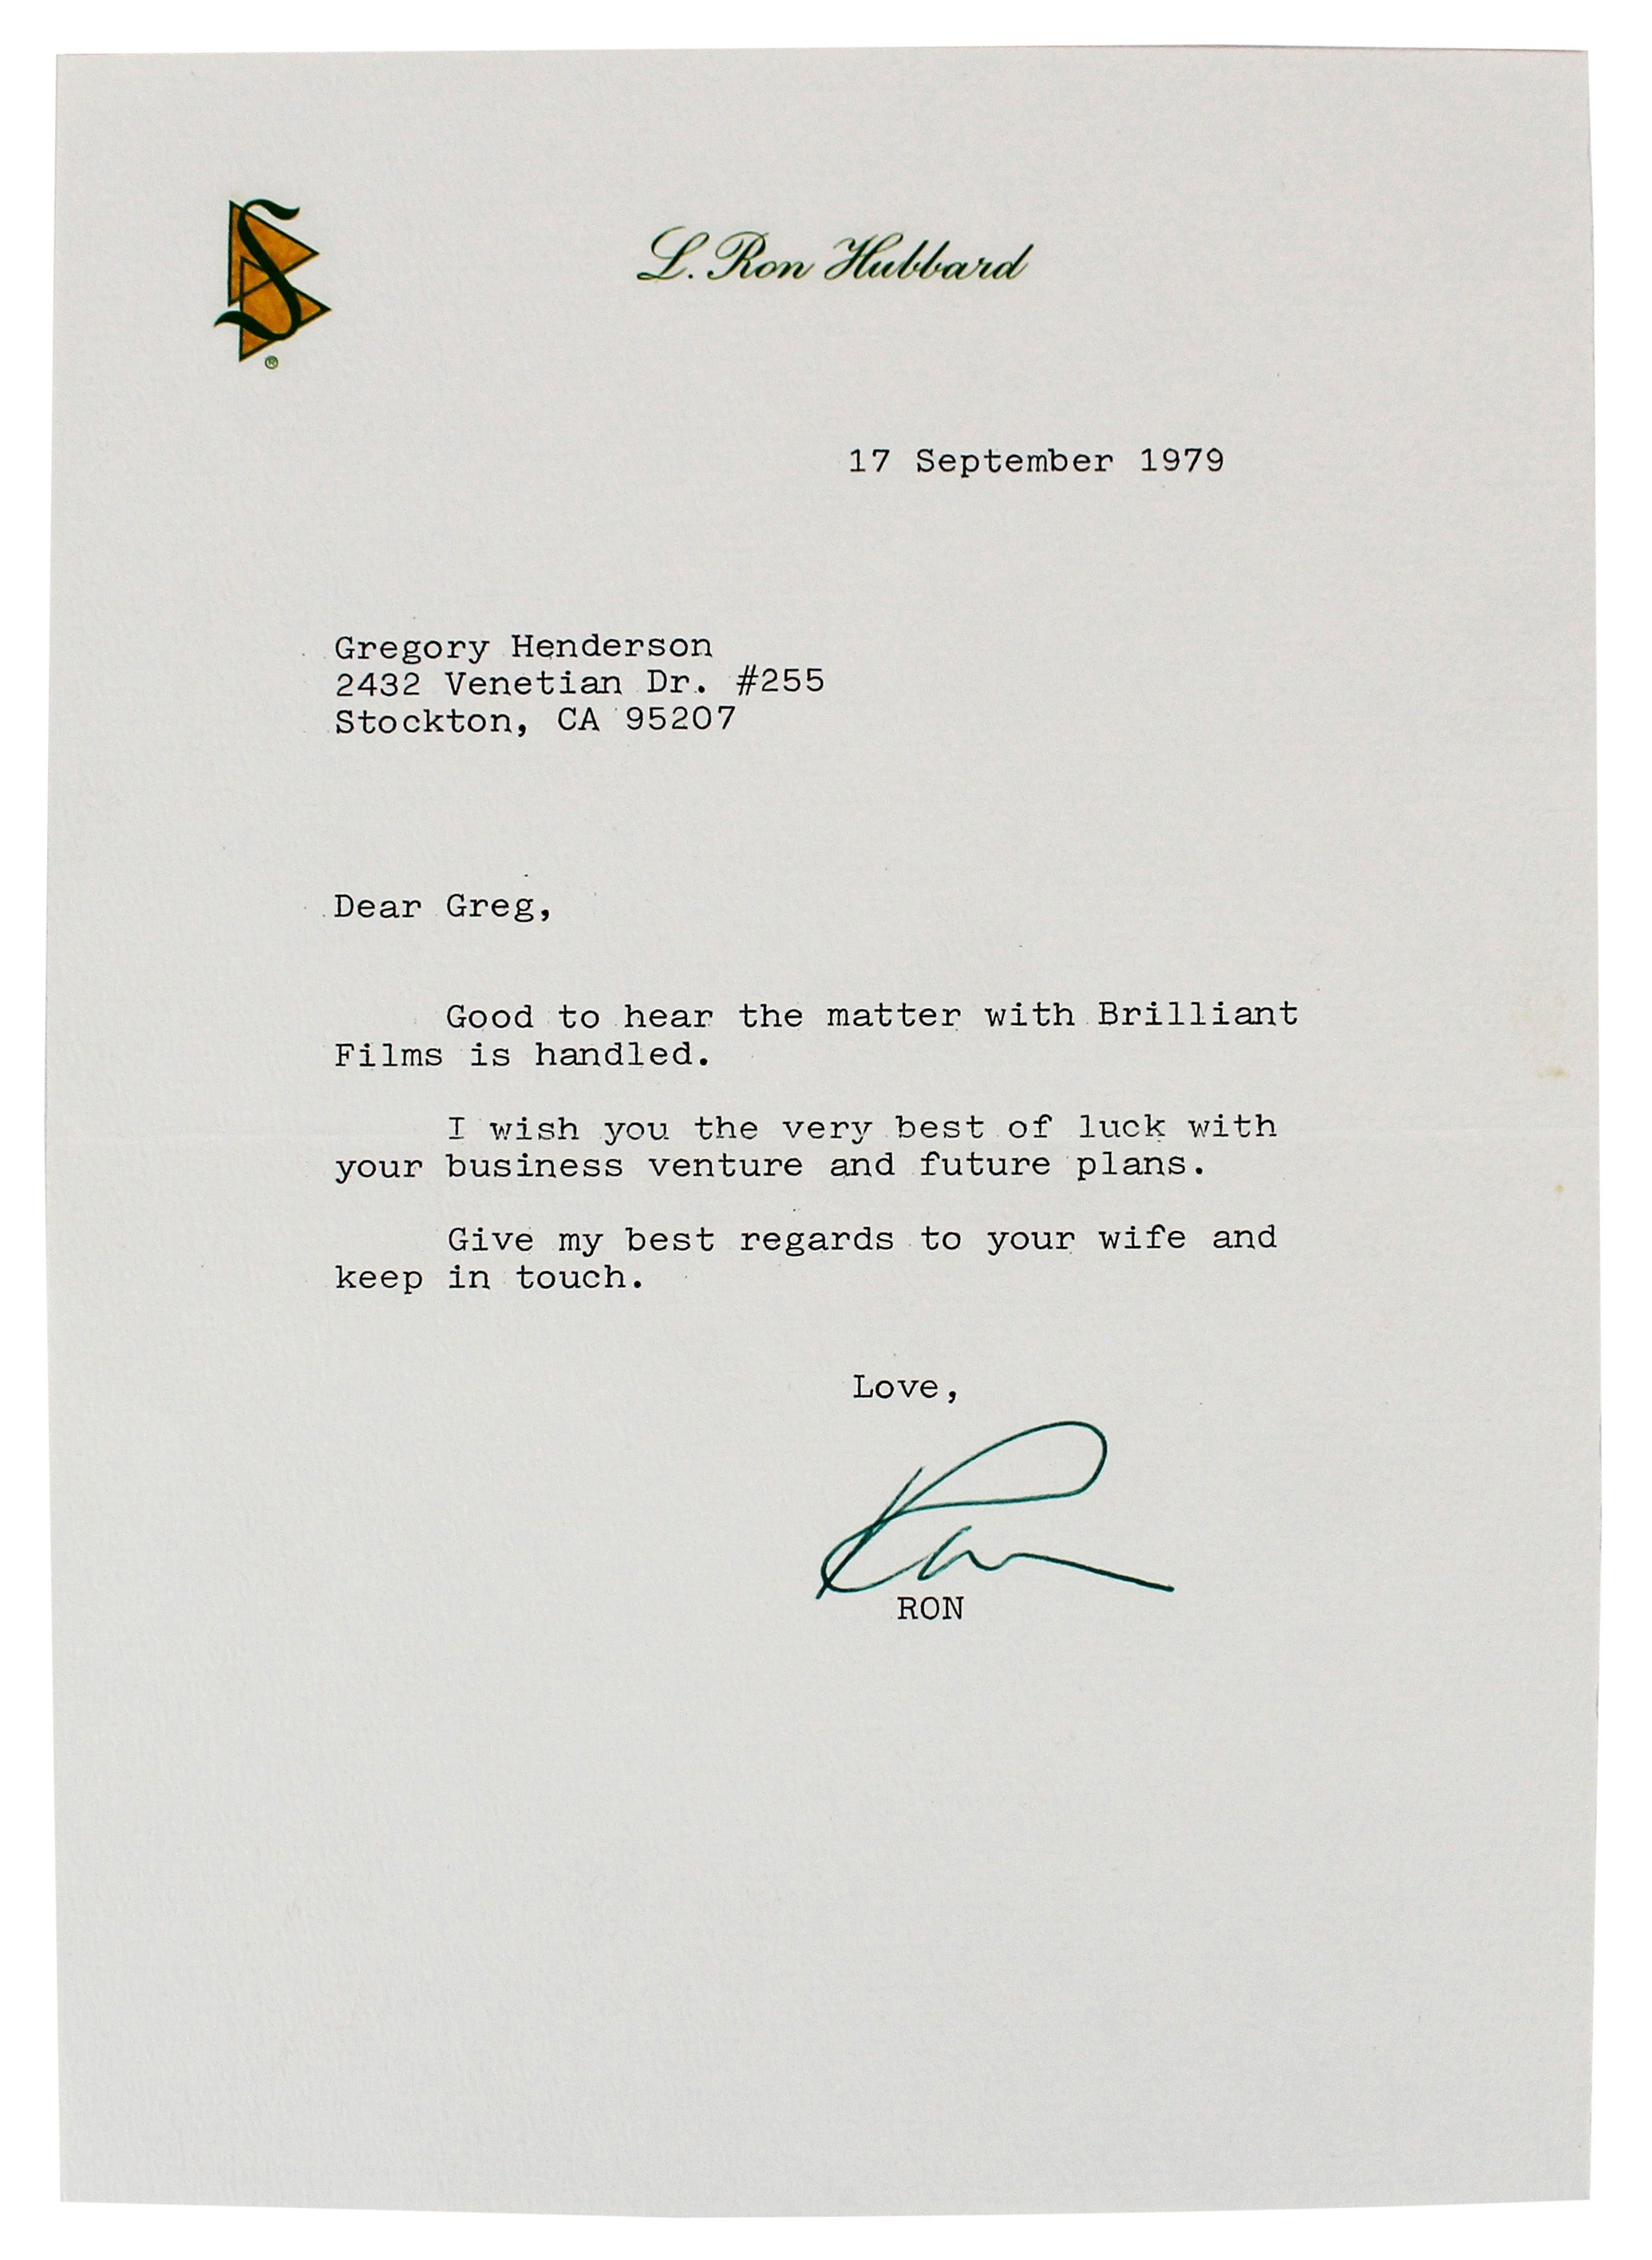 S
®
L. Ron Hubbard
17 September 1979
Gregory Henderson
2432 Venetian Dr. #255
Stockton, CA 95207
Dear Greg,
Good to hear the matter with Brilliant
Films is handled.
I wish you the very best of luck with
your business venture and future plans.
Give my best regards to your wife and
keep in touch.
Love,
Ron
RON